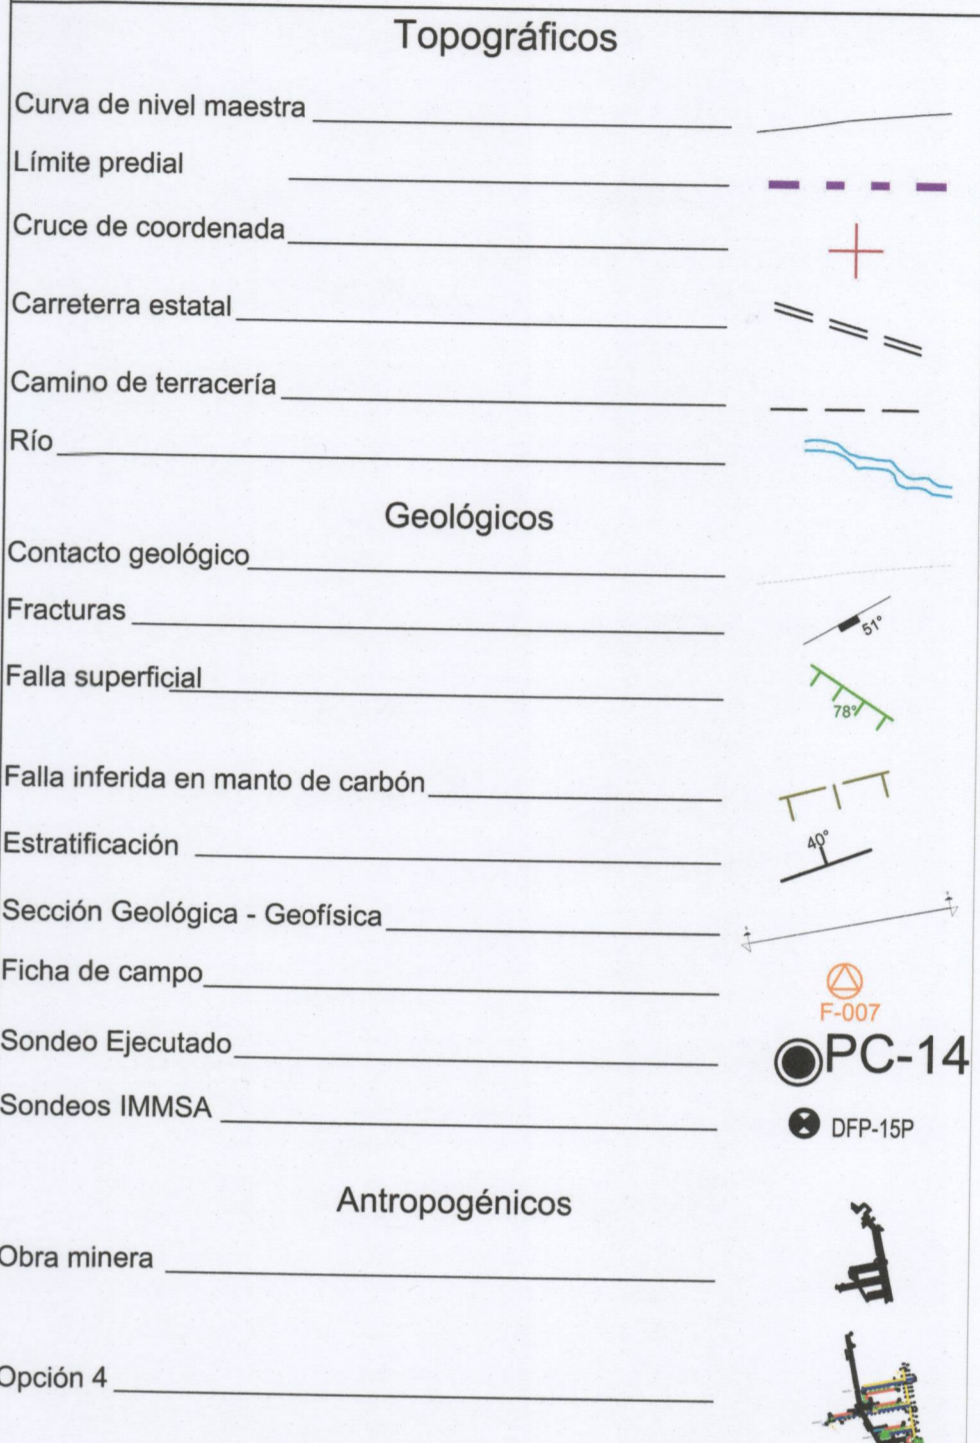 Topográficos
Curva de nivel maestra
Límite predial
Cruce de coordenada
Carreterra estatal
Camino de terracería
Río
Geológicos
Contacto geológico
Fracturas
51°
Falla superficial
78°
Falla inferida en manto de carbón
Estratificación
40°
Sección Geológica - Geofísica
Ficha de campo
F-007
Sondeo Ejecutado
PC-14
Sondeos IMMSA
DFP-15P
Antropogénicos
Obra minera
Opción 4